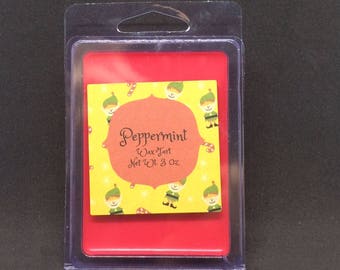 Peppermint
Wax Tart
Net Wt. 3 Oz.